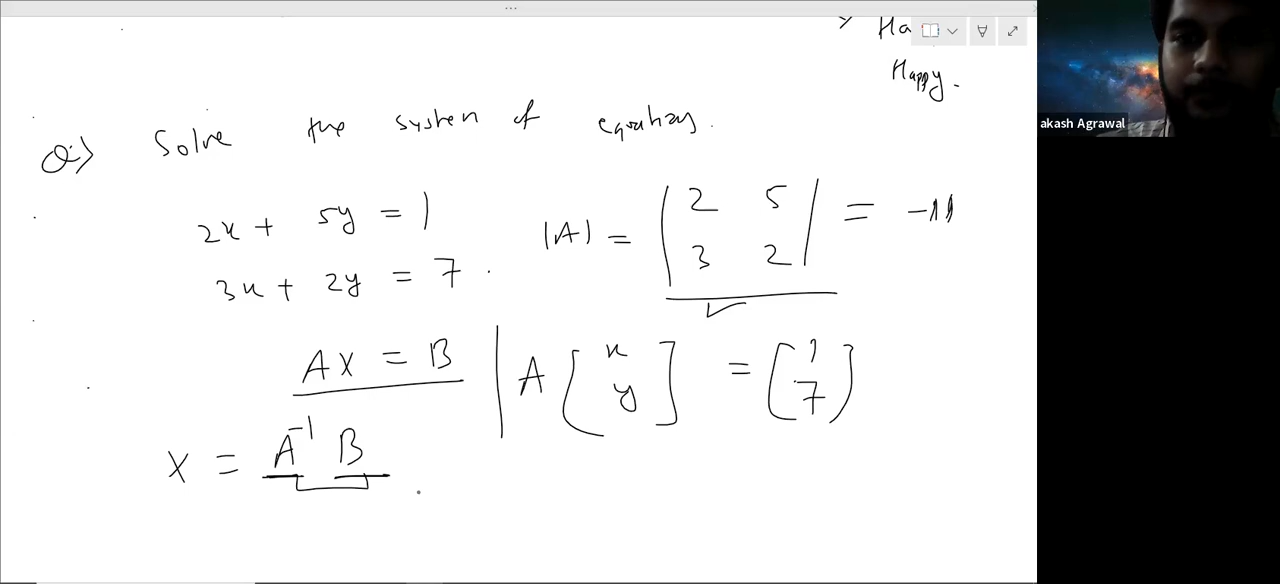 Happy.
akash Agrawal
Q:) Solve the system of equations.
2x + 5y = 1
3x + 2y = 7.
|A| = | 2 5 | = -11
| 3 2 |
AX = B
A [ x ] = [ 1 ]
[ y ] [ 7 ]
X = A⁻¹ B